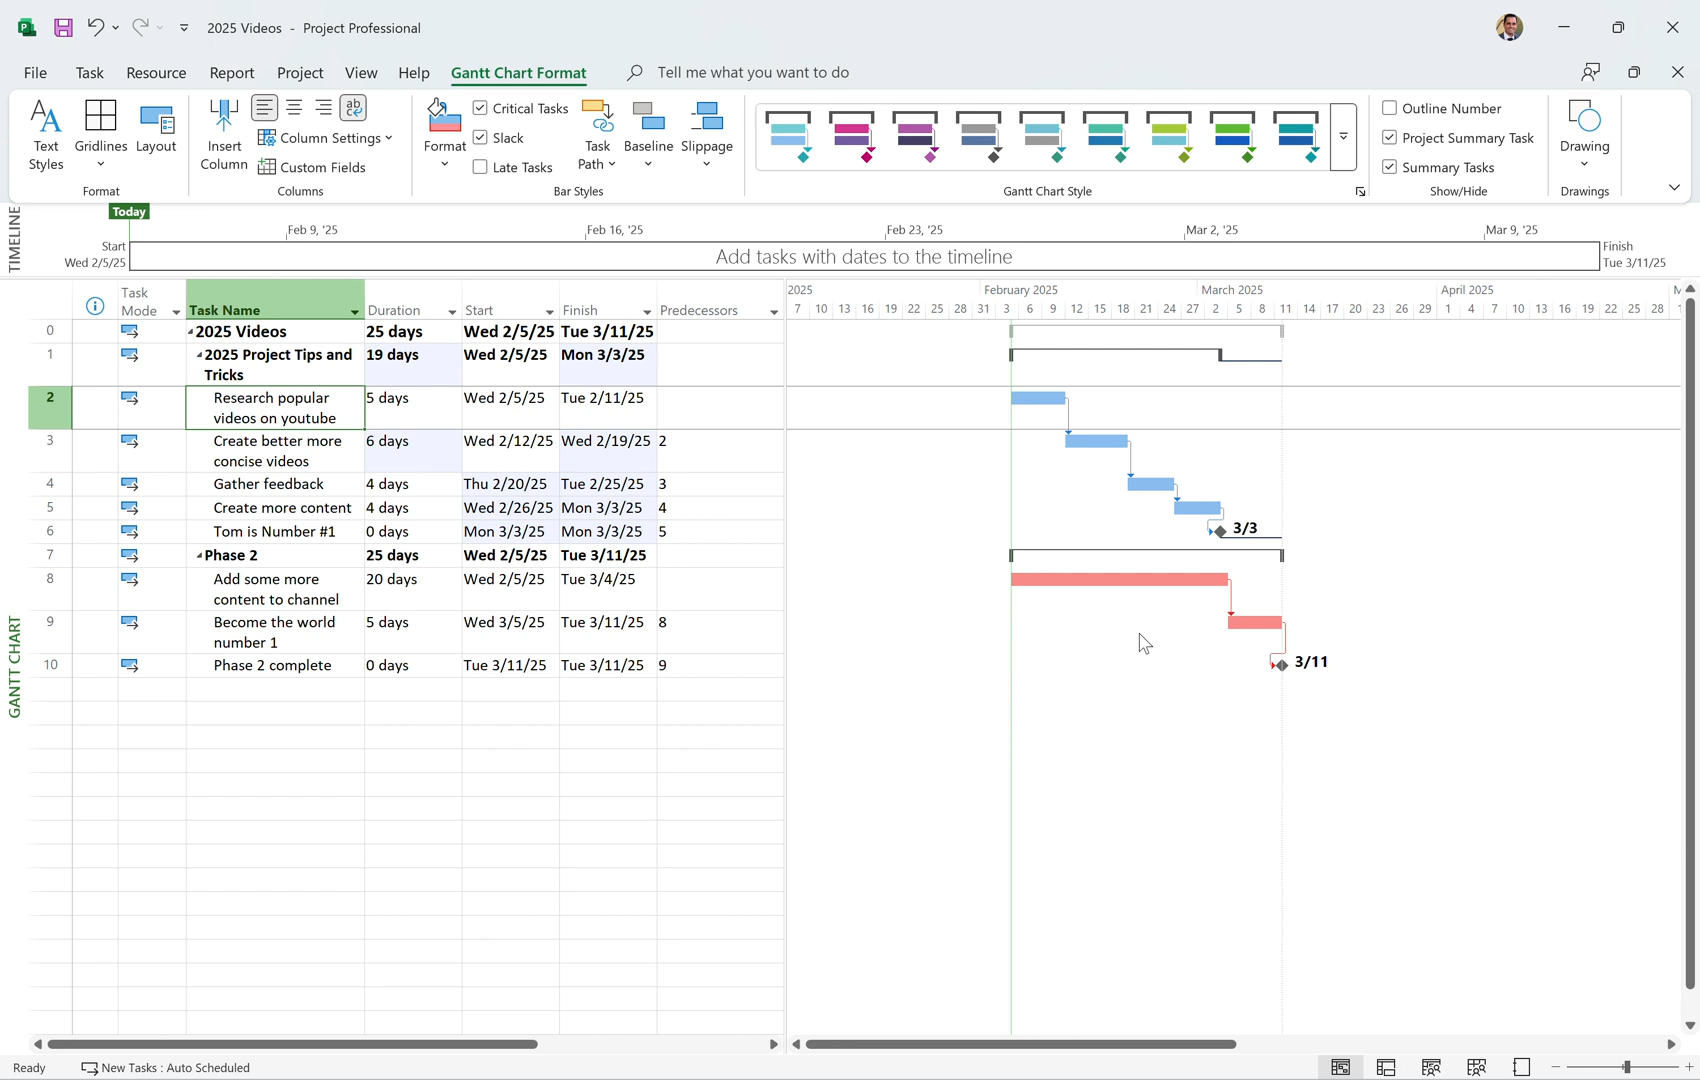 2025 Videos - Project Professional
File Task Resource Report Project View Help Gantt Chart Format Tell me what you want to do
Text Styles
Gridlines
Layout
Format
Insert Column
Column Settings
Custom Fields
Columns
Format
Critical Tasks
Slack
Late Tasks
Task Path
Baseline
Slippage
Bar Styles
Gantt Chart Style
Outline Number
Project Summary Task
Summary Tasks
Show/Hide
Drawing
Drawings
TIMELINE
Today
Start
Wed 2/5/25
Feb 9, '25 Feb 16, '25 Feb 23, '25 Mar 2, '25 Mar 9, '25
Add tasks with dates to the timeline
Finish
Tue 3/11/25
GANTT CHART
Task Mode Task Name Duration Start Finish Predecessors
2025 February 2025 March 2025 April 2025
7 10 13 16 19 22 25 28 31 3 6 9 12 15 18 21 24 27 2 5 8 11 14 17 20 23 26 29 1 4 7 10 13 16 19 22 25 28
0 2025 Videos 25 days Wed 2/5/25 Tue 3/11/25
1 2025 Project Tips and 19 days Wed 2/5/25 Mon 3/3/25
Tricks
2 Research popular 5 days Wed 2/5/25 Tue 2/11/25
videos on youtube
3 Create better more 6 days Wed 2/12/25 Wed 2/19/25 2
concise videos
4 Gather feedback 4 days Thu 2/20/25 Tue 2/25/25 3
5 Create more content 4 days Wed 2/26/25 Mon 3/3/25 4
6 Tom is Number #1 0 days Mon 3/3/25 Mon 3/3/25 5 3/3
7 Phase 2 25 days Wed 2/5/25 Tue 3/11/25
8 Add some more 20 days Wed 2/5/25 Tue 3/4/25
content to channel
9 Become the world 5 days Wed 3/5/25 Tue 3/11/25 8
number 1
10 Phase 2 complete 0 days Tue 3/11/25 Tue 3/11/25 9 3/11
Ready New Tasks : Auto Scheduled